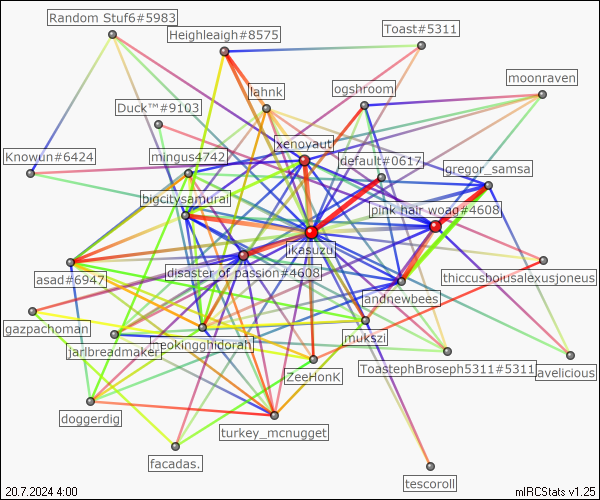 Random Stuf6#5983
Heighleaigh#8575
Toast#5311
lahnk
ogshroom
moonraven
Duck™#9103
xenoyaut
Knowun#6424
mingus4742
default#0617
gregor_samsa
bigcitysamurai
pink hair woag#4608
likasuzu
disaster of passion#4608
asad#6947
thiccusboiusalexusjoneus
andnewbees
gazpachoman
mukszi
jarlbreadmaker
eokingghidorah
ZeeHonK
ToastephBroseph5311#5311
avelicious
doggerdig
turkey_mcnugget
facadas.
tescoroll
20.7.2024 4:00
mIRCStats v1.25